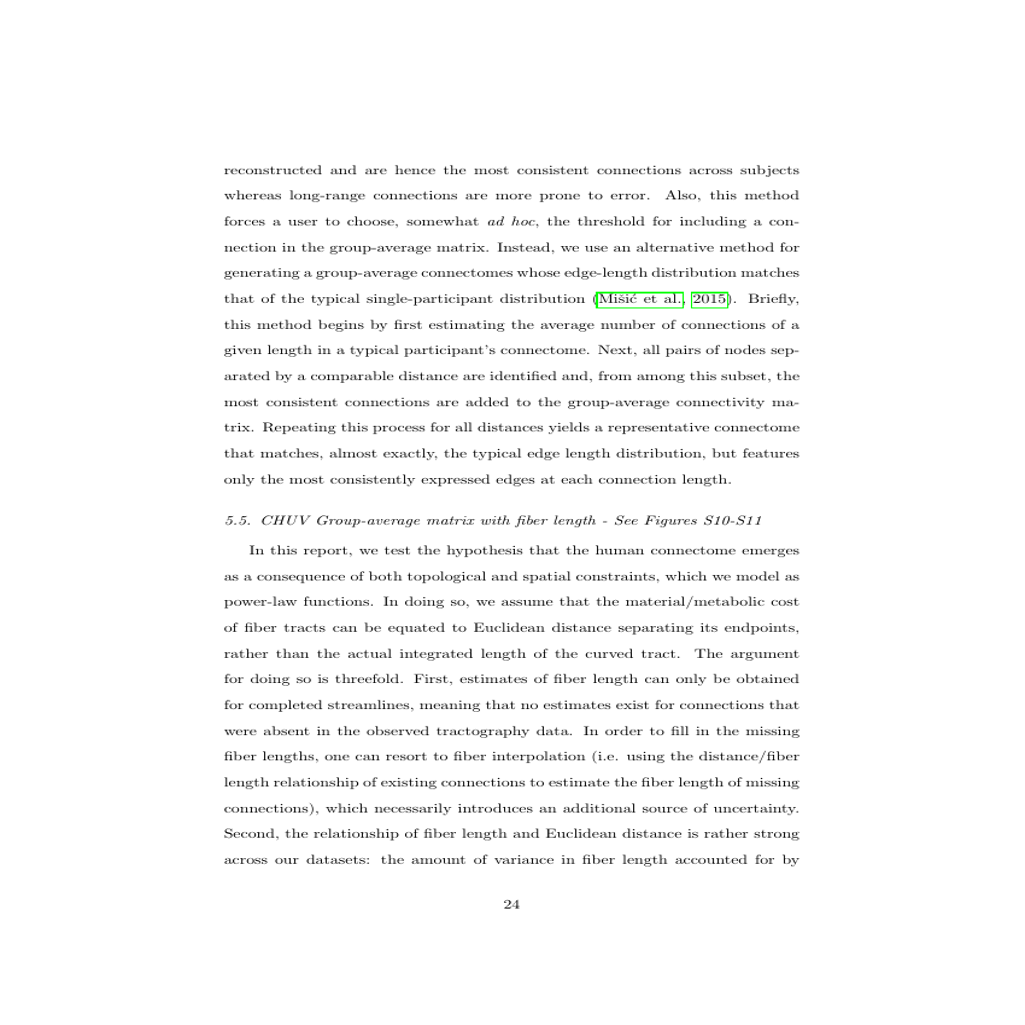 reconstructed and are hence the most consistent connections across subjects
whereas long-range connections are more prone to error. Also, this method
forces a user to choose, somewhat ad hoc, the threshold for including a con-
nection in the group-average matrix. Instead, we use an alternative method for
generating a group-average connectomes whose edge-length distribution matches
that of the typical single-participant distribution (Mišić et al., 2015). Briefly,
this method begins by first estimating the average number of connections of a
given length in a typical participant's connectome. Next, all pairs of nodes sep-
arated by a comparable distance are identified and, from among this subset, the
most consistent connections are added to the group-average connectivity ma-
trix. Repeating this process for all distances yields a representative connectome
that matches, almost exactly, the typical edge length distribution, but features
only the most consistently expressed edges at each connection length.
5.5. CHUV Group-average matrix with fiber length - See Figures S10-S11
In this report, we test the hypothesis that the human connectome emerges
as a consequence of both topological and spatial constraints, which we model as
power-law functions. In doing so, we assume that the material/metabolic cost
of fiber tracts can be equated to Euclidean distance separating its endpoints,
rather than the actual integrated length of the curved tract. The argument
for doing so is threefold. First, estimates of fiber length can only be obtained
for completed streamlines, meaning that no estimates exist for connections that
were absent in the observed tractography data. In order to fill in the missing
fiber lengths, one can resort to fiber interpolation (i.e. using the distance/fiber
length relationship of existing connections to estimate the fiber length of missing
connections), which necessarily introduces an additional source of uncertainty.
Second, the relationship of fiber length and Euclidean distance is rather strong
across our datasets: the amount of variance in fiber length accounted for by
24